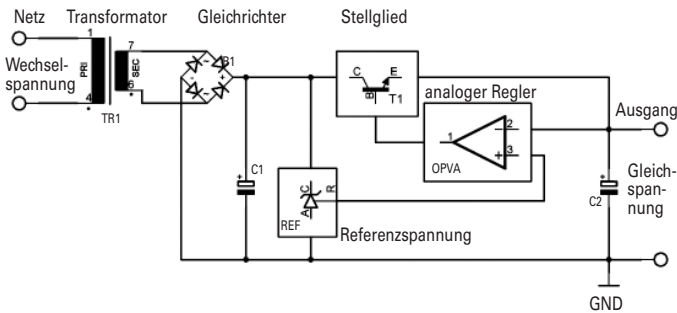 Netz
Transformator
Gleichrichter
Stellglied
Wechsel-
spannung
1
PRI
4
7
SEC
6
TR1
B1
~
-
+
~
C
E
B
T1
analoger Regler
1
- 2
+ 3
OPVA
Ausgang
+
C1
C
R
A
REF
Referenzspannung
+
C2
Gleich-
span-
nung
GND